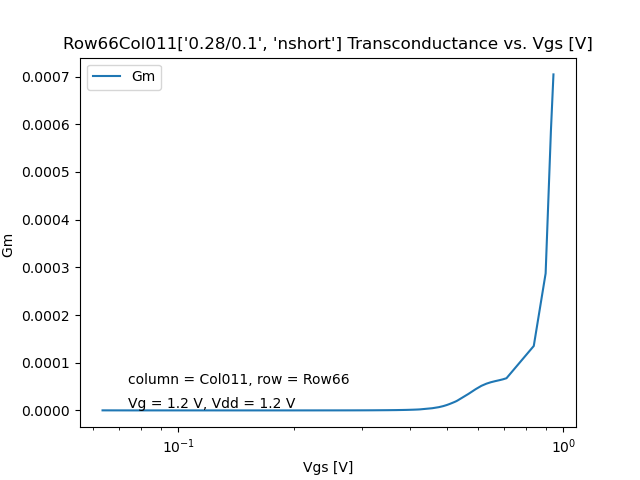 Row66Col011['0.28/0.1', 'nshort'] Transconductance vs. Vgs [V]
Gm
0.0007
0.0006
0.0005
0.0004
0.0003
0.0002
0.0001
0.0000
Gm
column = Col011, row = Row66
Vg = 1.2 V, Vdd = 1.2 V
10⁻¹
10⁰
Vgs [V]